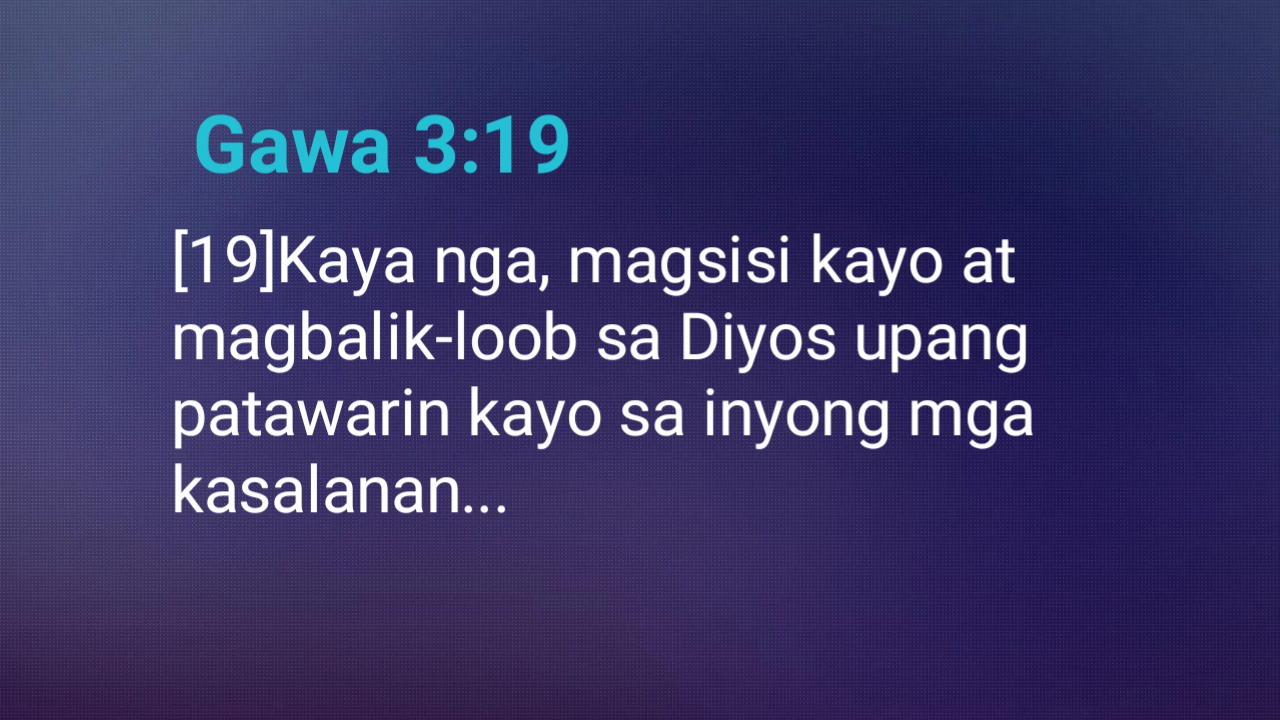 Gawa 3:19
[19]Kaya nga, magsisi kayo at
magbalik-loob sa Diyos upang
patawarin kayo sa inyong mga
kasalanan...